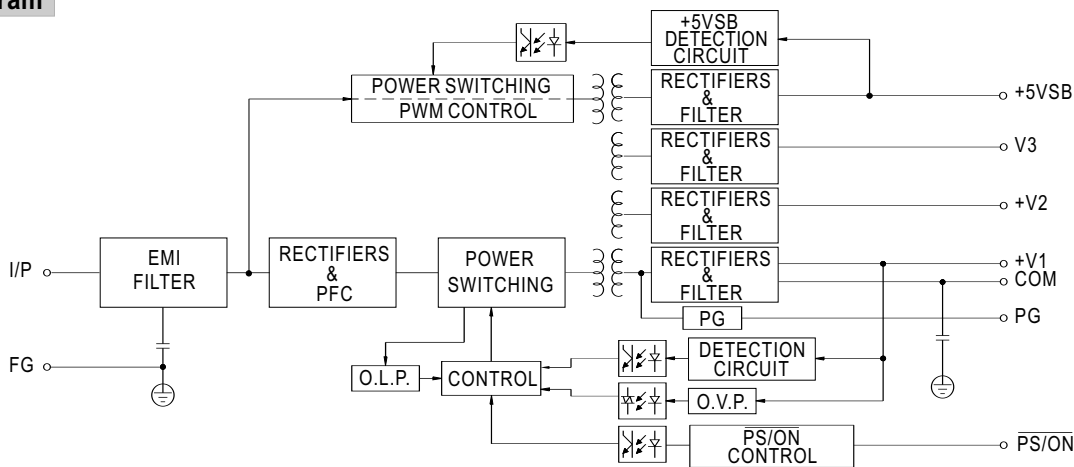 ram
+5VSB
DETECTION
CIRCUIT
POWER SWITCHING
PWM CONTROL
RECTIFIERS
&
FILTER
+5VSB
RECTIFIERS
&
FILTER
V3
RECTIFIERS
&
FILTER
+V2
I/P
EMI
FILTER
RECTIFIERS
&
PFC
POWER
SWITCHING
RECTIFIERS
&
FILTER
+V1
COM
PG
PG
FG
O.L.P.
CONTROL
DETECTION
CIRCUIT
O.V.P.
PS/ON
CONTROL
PS/ON